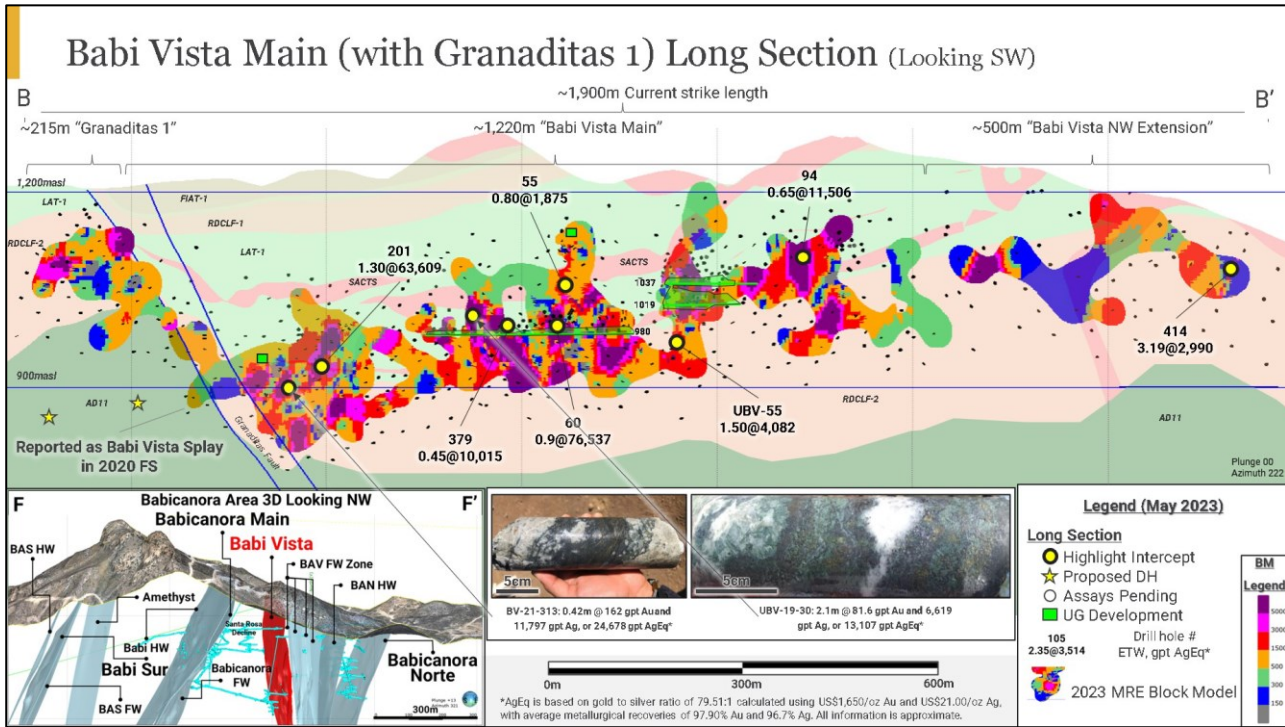 Babi Vista Main (with Granaditas 1) Long Section (Looking SW)
B
~1,900m Current strike length
B'
~215m "Granaditas 1"
~1,220m "Babi Vista Main"
~500m "Babi Vista NW Extension"
1,200masl
LAT-1
FIAT-1
RDCLF-1
RDCLF-2
LAT-1
SACTS
55
0.80@1,875
94
0.65@11,506
201
1.30@63,609
SACTS
1037
1019
980
414
3.19@2,990
900masl
AD11
RDCLF-2
AD11
Granaditas Fault
Reported as Babi Vista Splay
in 2020 FS
379
0.45@10,015
60
0.9@76,537
UBV-55
1.50@4,082
Plunge 00
Azimuth 222
F
Babicanora Area 3D Looking NW
F'
Babicanora Main
Babi Vista
BAS HW
BAV FW Zone
Amethyst
BAN HW
Santa Rosa
Decline
Babi HW
Babi Sur
Babicanora
FW
Babicanora
Norte
BAS FW
Plunge +13
300m
5cm
5cm
BV-21-313: 0.42m @ 162 gpt Au and
11,797 gpt Ag, or 24,678 gpt AgEq*
UBV-19-30: 2.1m @ 81.6 gpt Au and 6,619
gpt Ag, or 13,107 gpt AgEq*
0m
300m
600m
*AgEq is based on gold to silver ratio of 79.51:1 calculated using US$1,650/oz Au and US$21.00/oz Ag,
with average metallurgical recoveries of 97.90% Au and 96.7% Ag. All information is approximate.
Legend (May 2023)
Long Section
Highlight Intercept
Proposed DH
Assays Pending
UG Development
105
2.35@3,514
Drill hole #
ETW, gpt AgEq*
2023 MRE Block Model
BM
Legend
5000
3000
1500
500
300
150